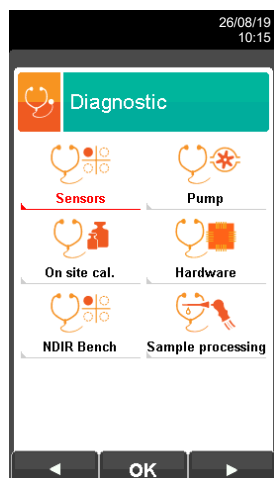 26/08/19
10:15
Diagnostic
Sensors
Pump
On site cal.
Hardware
NDIR Bench
Sample processing
OK